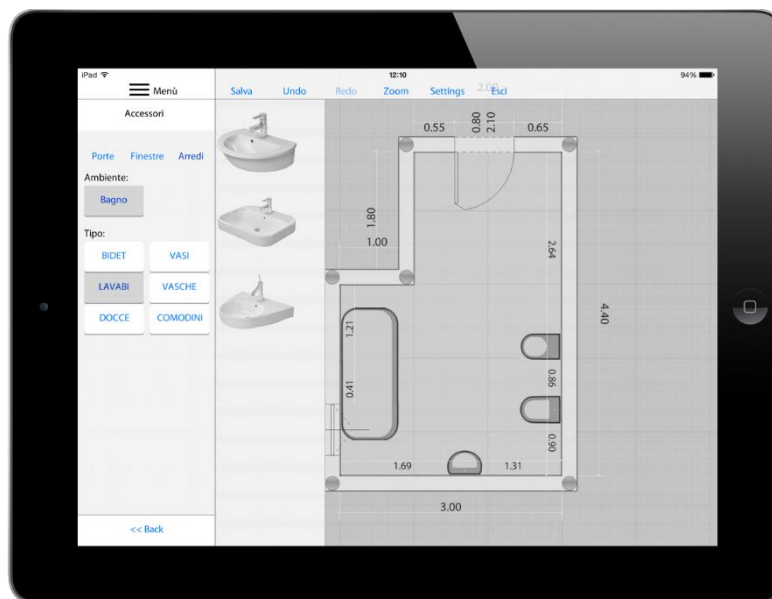 iPad
12:10
94%
Menù
Salva
Undo
Redo
Zoom
Settings
2.00
Esci
Accessori
Porte
Finestre
Arredi
Ambiente:
Bagno
Tipo:
BIDET
VASI
LAVABI
VASCHE
DOCCE
COMODINI
<< Back
0.55
0.80
2.10
0.65
1.80
1.00
2.64
4.40
1.21
0.41
0.86
0.90
1.69
1.31
3.00